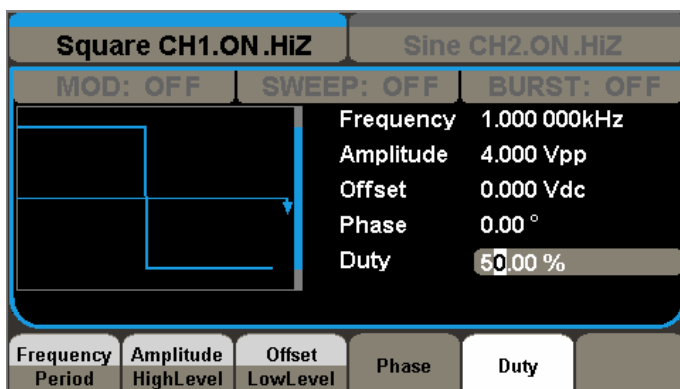 Square CH1.ON.HiZ Sine CH2.ON.HiZ
MOD: OFF SWEEP: OFF BURST: OFF
Frequency 1.000 000kHz
Amplitude 4.000 Vpp
Offset 0.000 Vdc
Phase 0.00 °
Duty 50.00 %
Frequency Amplitude Offset Phase Duty
Period HighLevel LowLevel